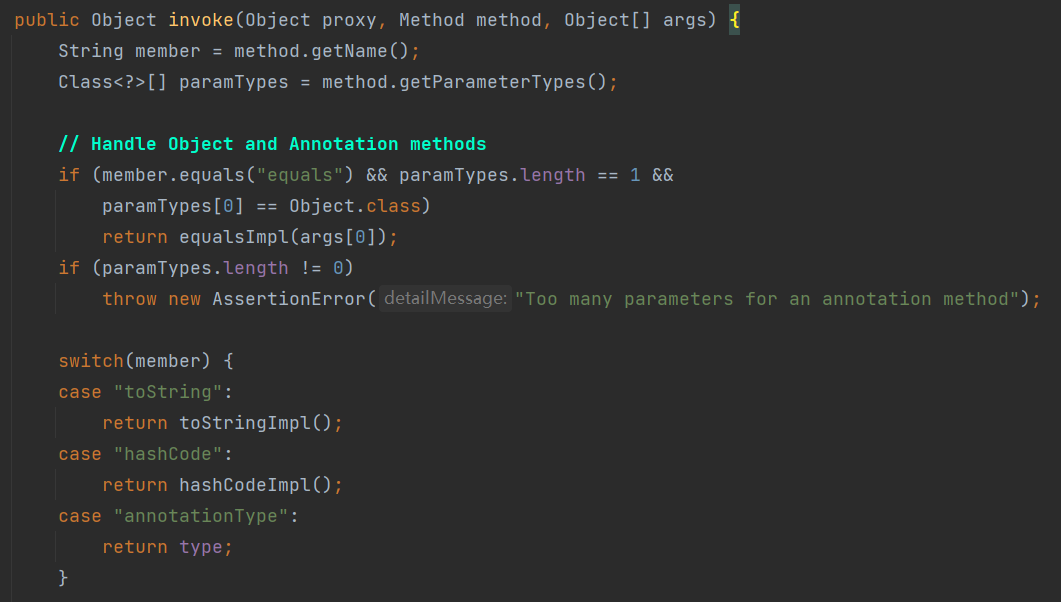 public Object invoke(Object proxy, Method method, Object[] args) {
String member = method.getName();
Class<?>[] paramTypes = method.getParameterTypes();
// Handle Object and Annotation methods
if (member.equals("equals") && paramTypes.length == 1 &&
paramTypes[0] == Object.class)
return equalsImpl(args[0]);
if (paramTypes.length != 0)
throw new AssertionError( detailMessage: "Too many parameters for an annotation method");
switch(member) {
case "toString":
return toStringImpl();
case "hashCode":
return hashCodeImpl();
case "annotationType":
return type;
}